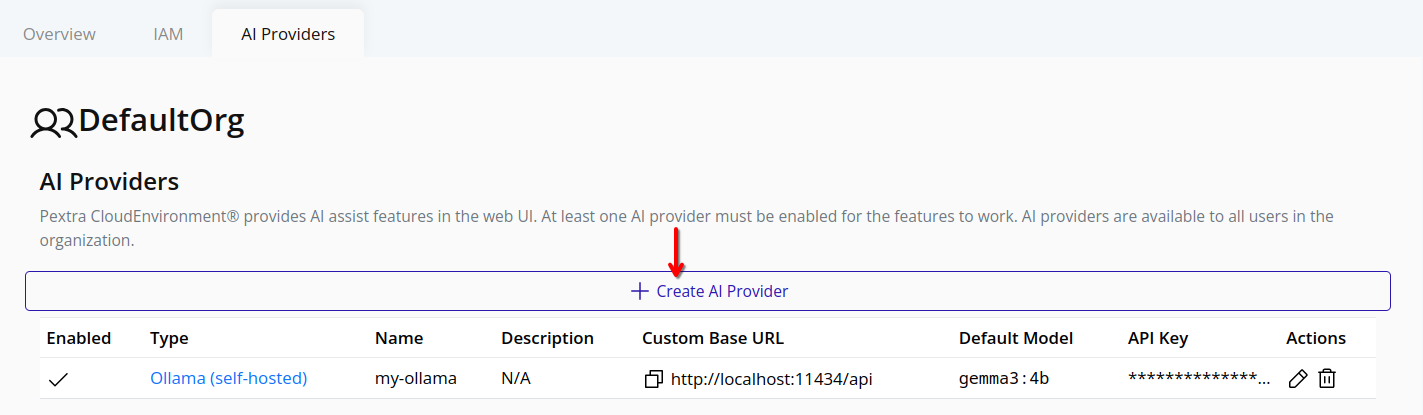 Overview IAM AI Providers
DefaultOrg
AI Providers
Pextra CloudEnvironment® provides AI assist features in the web UI. At least one AI provider must be enabled for the features to work. AI providers are available to all users in the
organization.
Create AI Provider
Enabled Type Name Description Custom Base URL Default Model API Key Actions
Ollama (self-hosted) my-ollama N/A http://localhost:11434/api gemma3:4b **************...